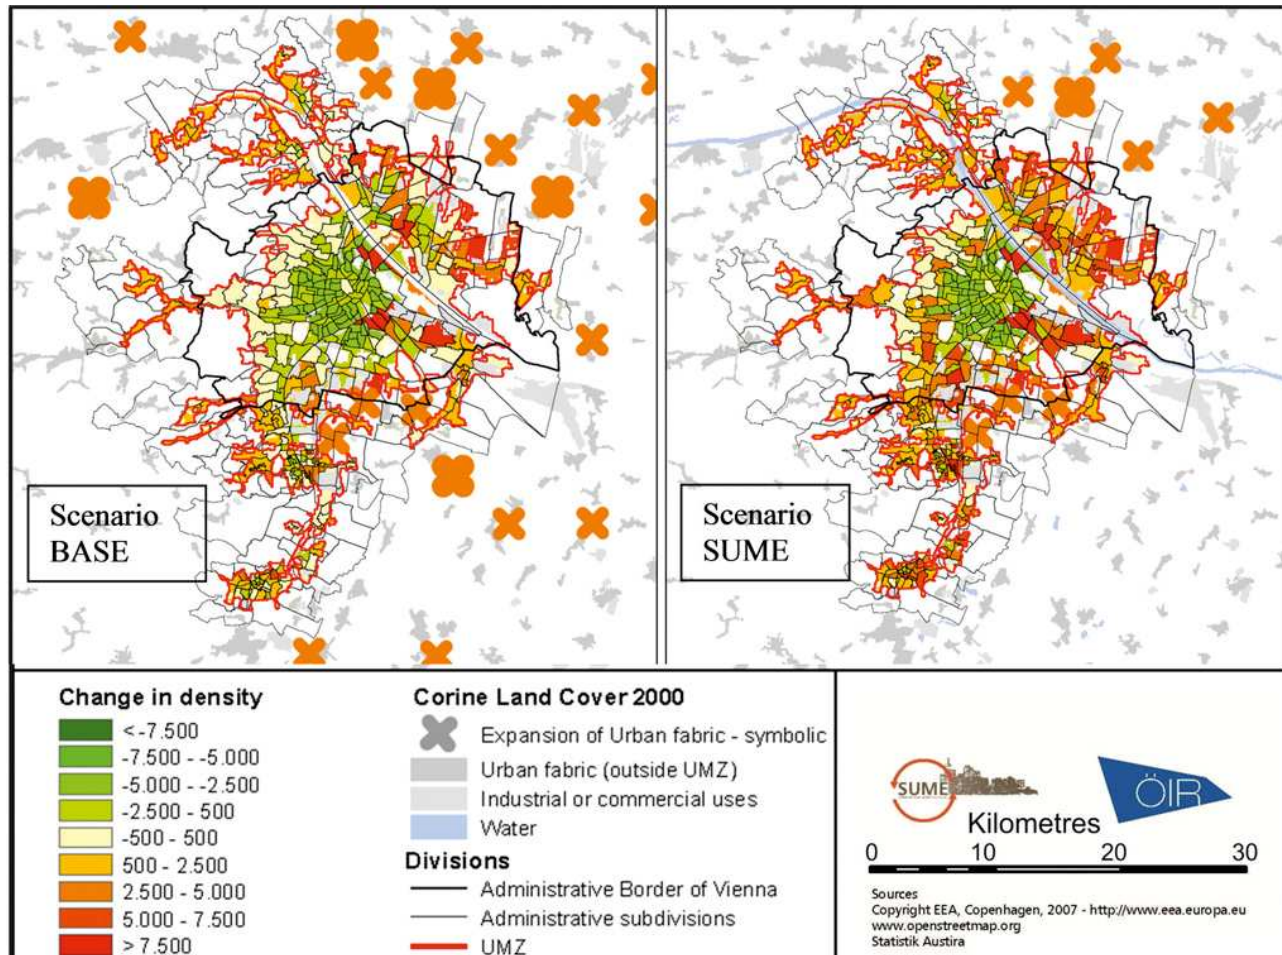 Scenario
BASE
Scenario
SUME
Change in density
< -7.500
-7.500 - -5.000
-5.000 - -2.500
-2.500 - 500
-500 - 500
500 - 2.500
2.500 - 5.000
5.000 - 7.500
> 7.500
Corine Land Cover 2000
Expansion of Urban fabric - symbolic
Urban fabric (outside UMZ)
Industrial or commercial uses
Water
Divisions
Administrative Border of Vienna
Administrative subdivisions
UMZ
SUME
ÖIR
Kilometres
0 10 20 30
Sources
Copyright EEA, Copenhagen, 2007 - http://www.eea.europa.eu
www.openstreetmap.org
Statistik Austira